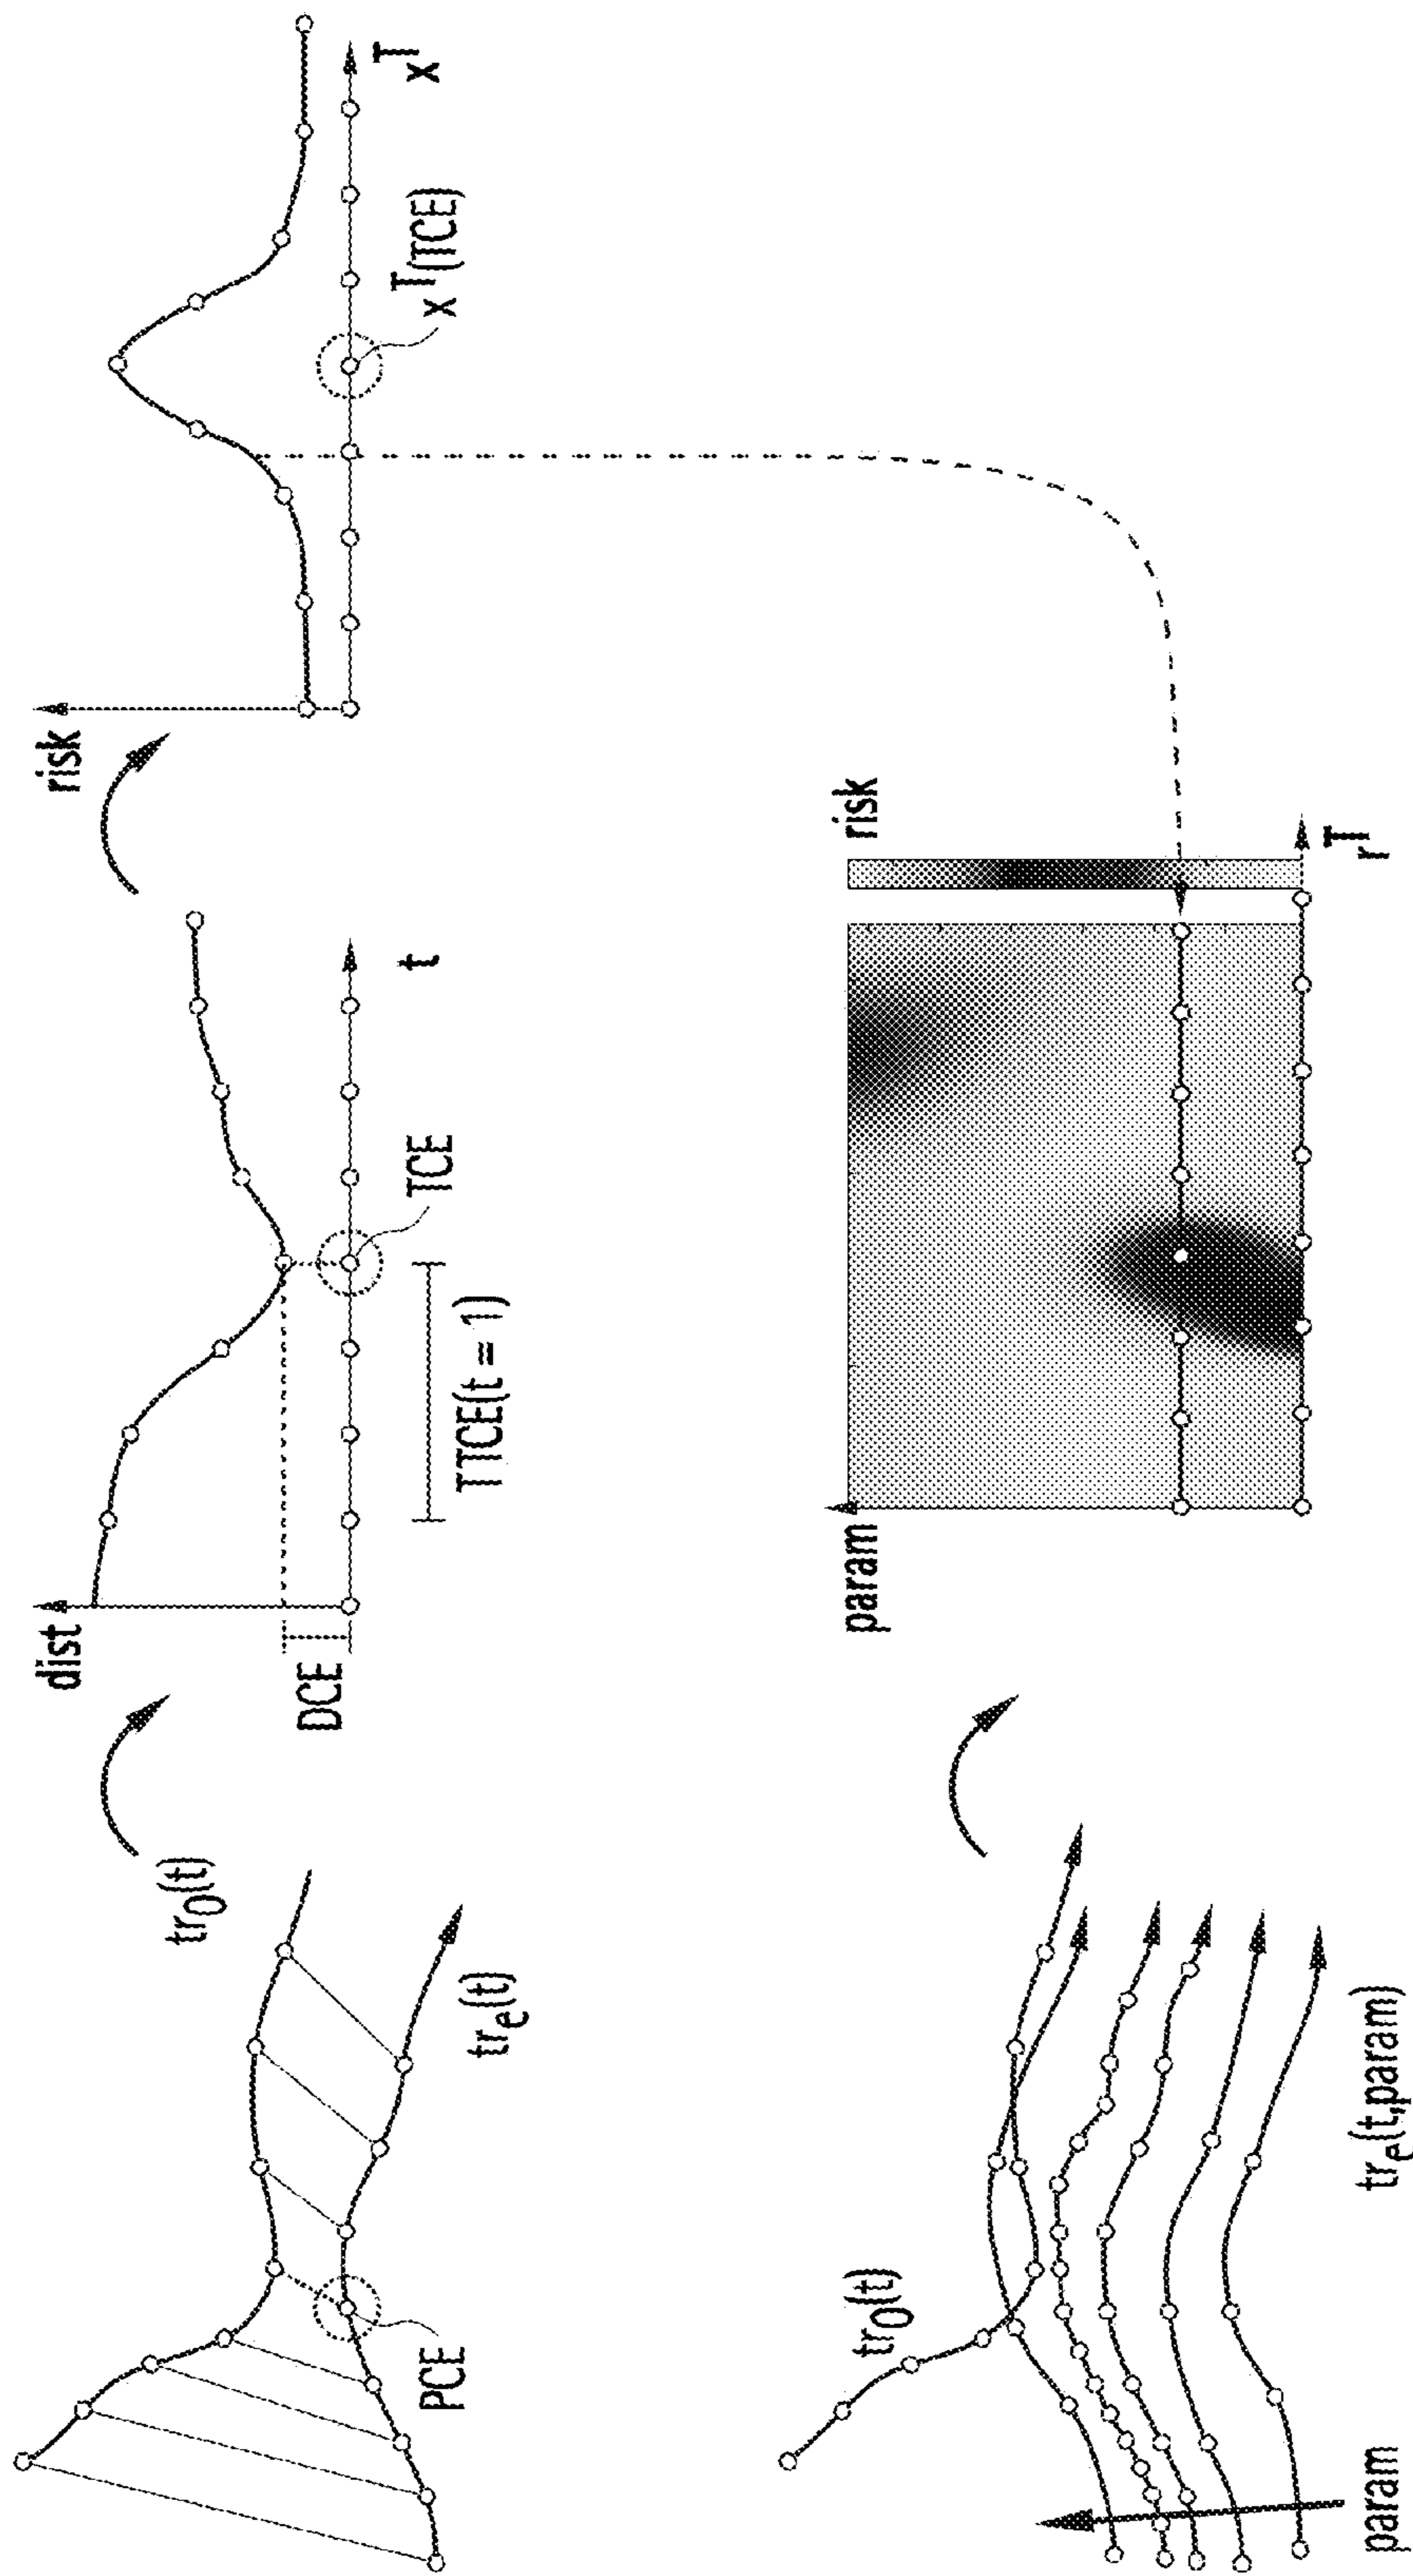 tr0(t)
tre(t)
PCE
dist
DCE
TCE
TTCE(t = 1)
t
risk
xT(TCE)
xT
tr0(t)
param
tre(t,param)
param
risk
rT